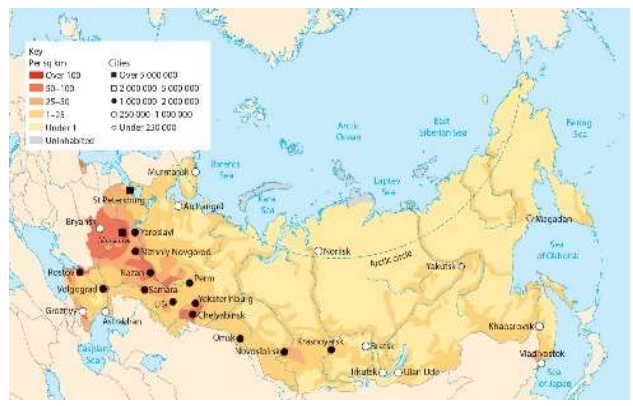 Key
Per sq km
Cities
Over 100
Over 5 000 000
50–100
2 000 000–5 000 000
25–50
1 000 000–2 000 000
1–25
250 000–1 000 000
Under 1
Under 250 000
Uninhabited
Arctic
Ocean
East
Siberian Sea
Bering
Sea
Barents
Sea
Kara
Sea
Laptev
Sea
Murmansk
St Petersburg
Archangel
Bryansk
Yaroslavl
Nizhniy Novgorod
Magadan
Sea
of Okhotsk
Norilsk
Arctic circle
Yakutsk
Rostov
Kazan
Perm
Volgograd
Samara
Yekaterinburg
Grozny
Chelyabinsk
Astrakhan
Caspian
Sea
Omsk
Novosibirsk
Krasnoyarsk
Bratsk
Irkutsk
Ulan Ude
Khabarovsk
Vladivostok
Sea
of Japan